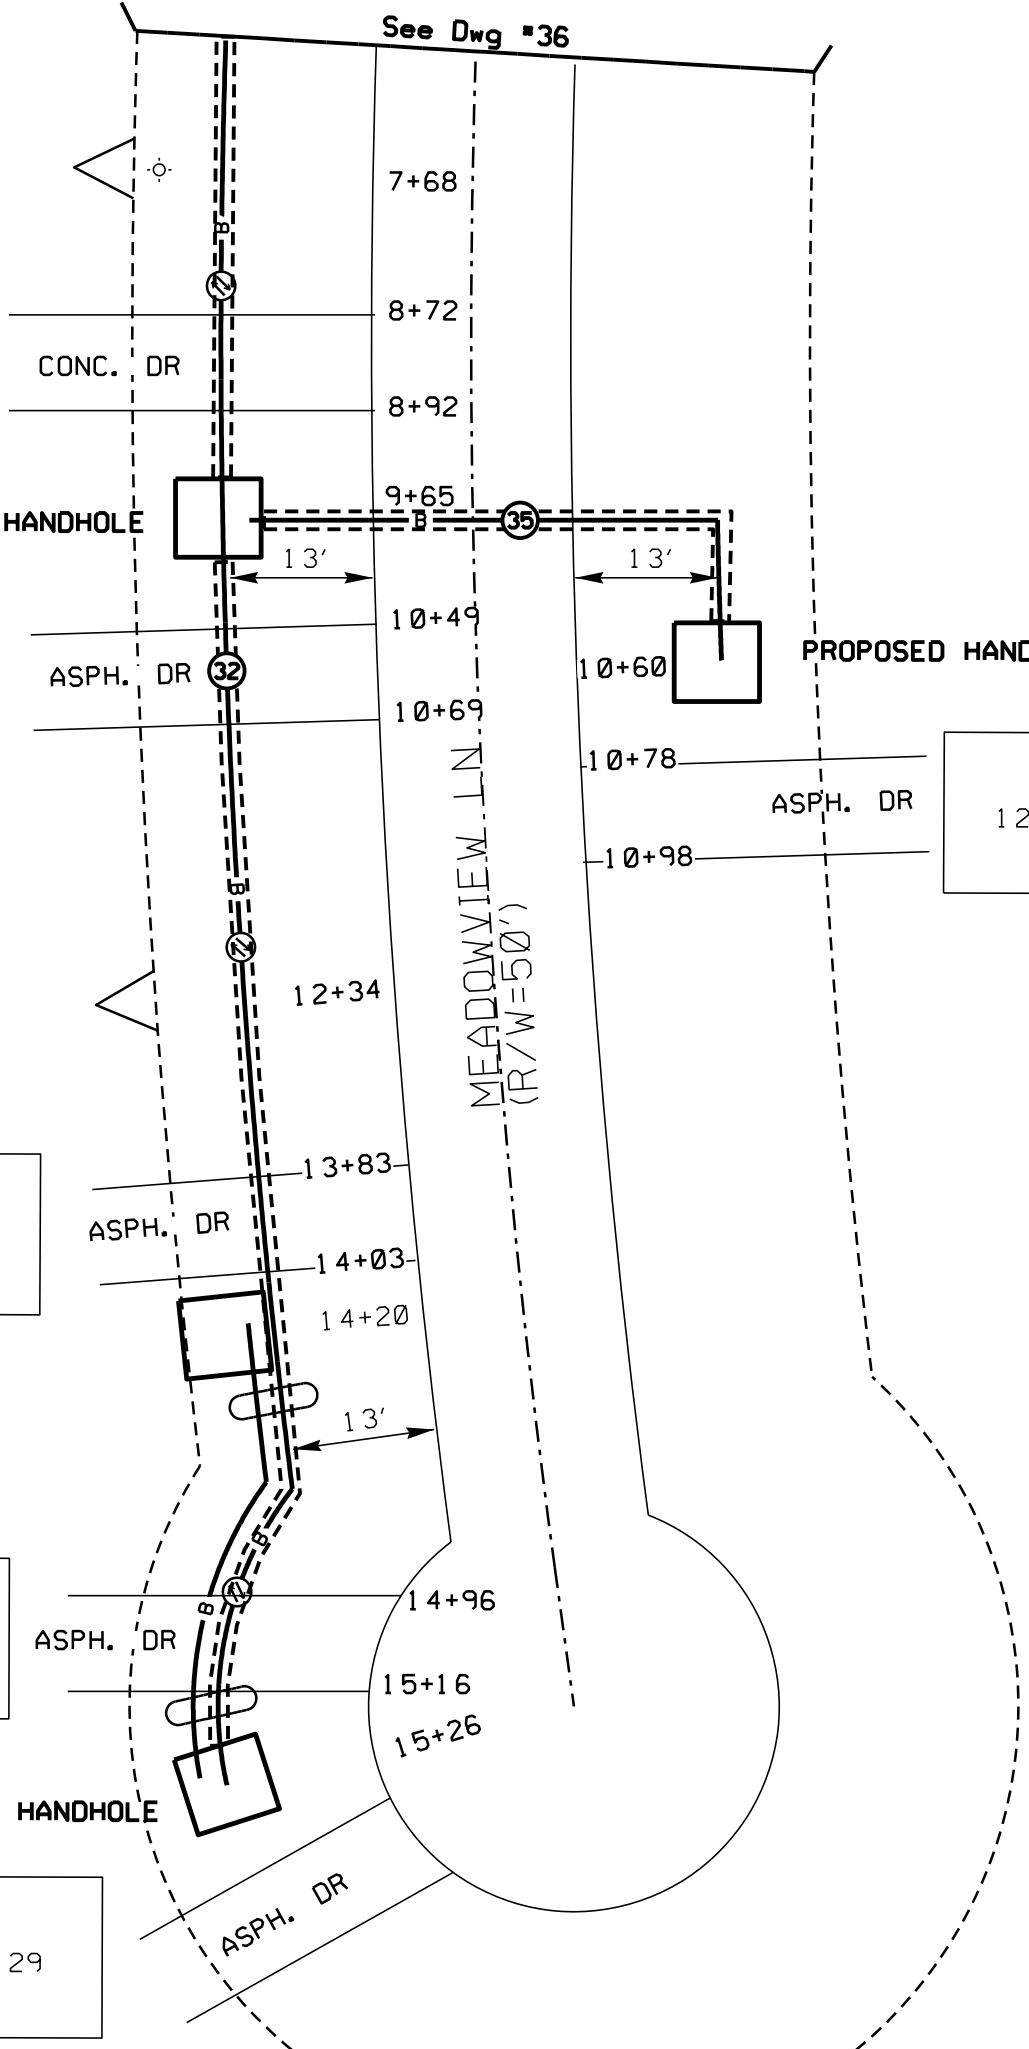 See Dwg #36
7+68
B
8+72
CONC. DR
8+92
9+65
HANDHOLE
B
35
13'
13'
10+49
ASPH. DR
32
10+60
PROPOSED HAND
10+69
10+78
ASPH. DR
12
10+98
B
MEADOWVIEW LN
(R/W=50')
12+34
13+83
ASPH. DR
14+03
14+20
13'
B
14+96
B
ASPH. DR
15+16
15+26
HANDHOLE
ASPH. DR
29